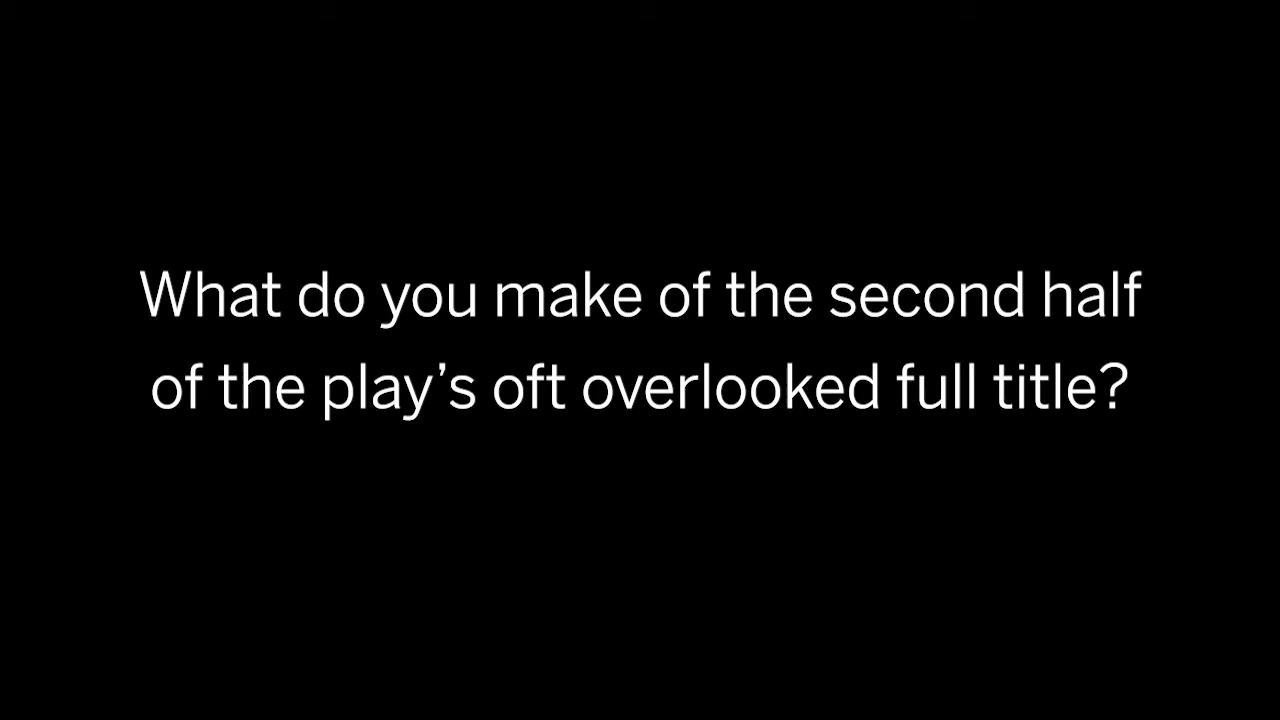 What do you make of the second half
of the play’s oft overlooked full title?